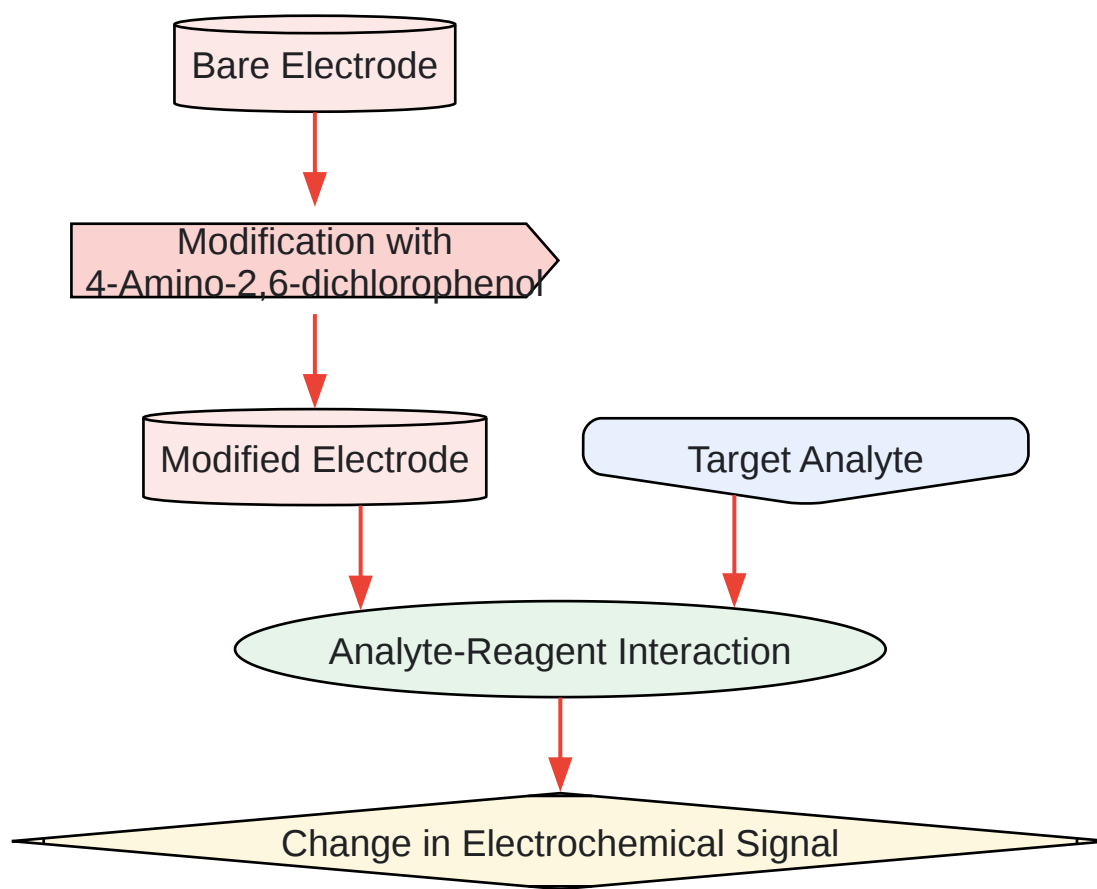 Bare Electrode
Modification with
4-Amino-2,6-dichlorophenol
Modified Electrode
Target Analyte
Analyte-Reagent Interaction
Change in Electrochemical Signal